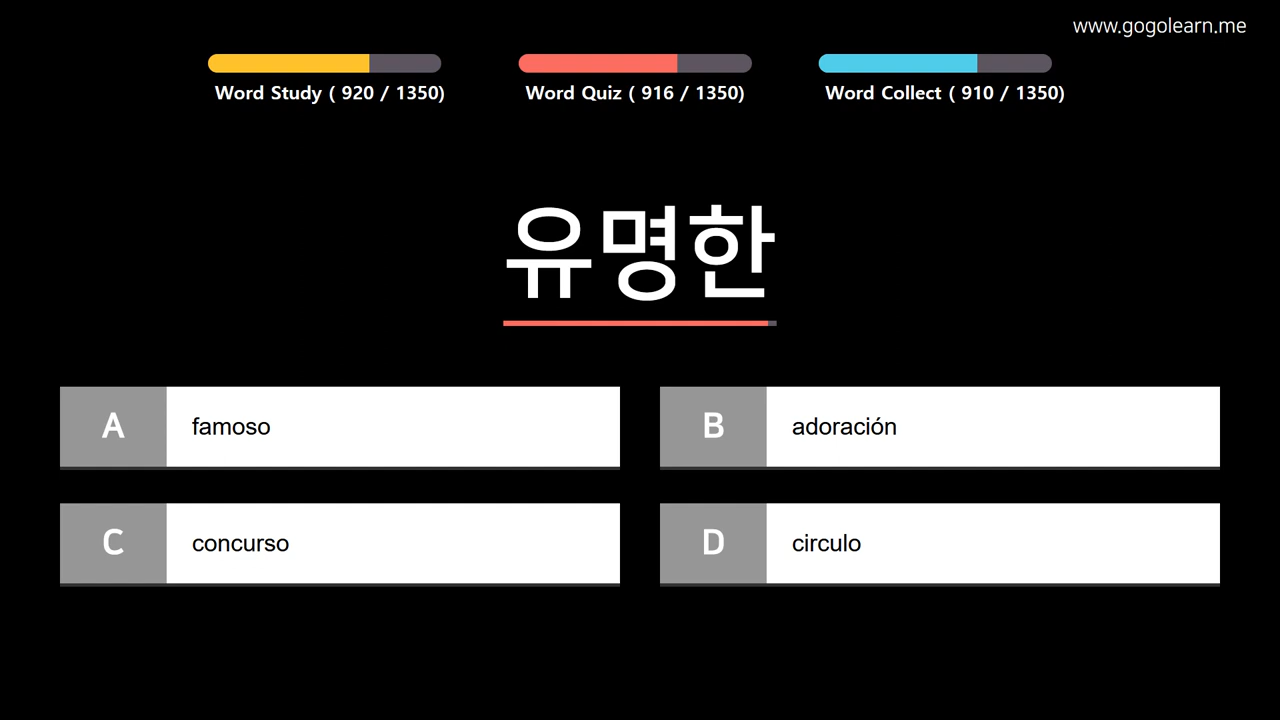 www.gogolearn.me
Word Study ( 920 / 1350)
Word Quiz ( 916 / 1350)
Word Collect ( 910 / 1350)
유명한
A famoso
B adoración
C concurso
D circulo